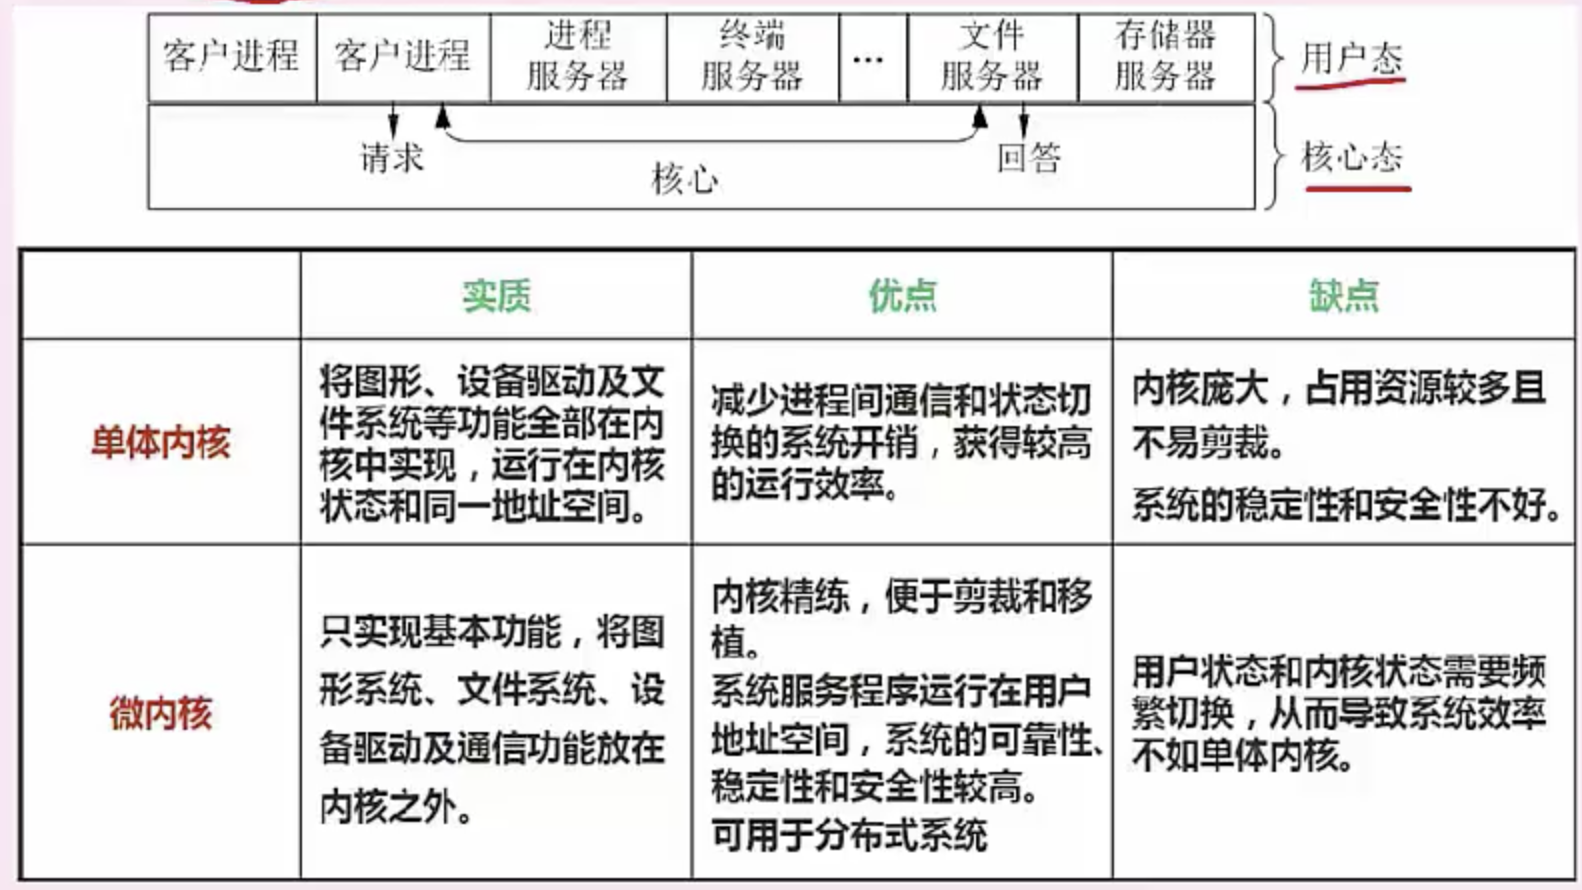 客户进程
客户进程
进程
服务器
终端
服务器
…
文件
服务器
存储器
服务器
用户态
请求
核心
回答
核心态
实质
优点
缺点
单体内核
将图形、设备驱动及文
件系统等功能全部在内
核中实现，运行在内核
状态和同一地址空间。
减少进程间通信和状态切
换的系统开销，获得较高
的运行效率。
内核庞大，占用资源较多且
不易剪裁。
系统的稳定性和安全性不好。
微内核
只实现基本功能，将图
形系统、文件系统、设
备驱动及通信功能放在
内核之外。
内核精练，便于剪裁和移
植。
系统服务程序运行在用户
地址空间，系统的可靠性、
稳定性和安全性较高。
可用于分布式系统
用户状态和内核状态需要频
繁切换，从而导致系统效率
不如单体内核。